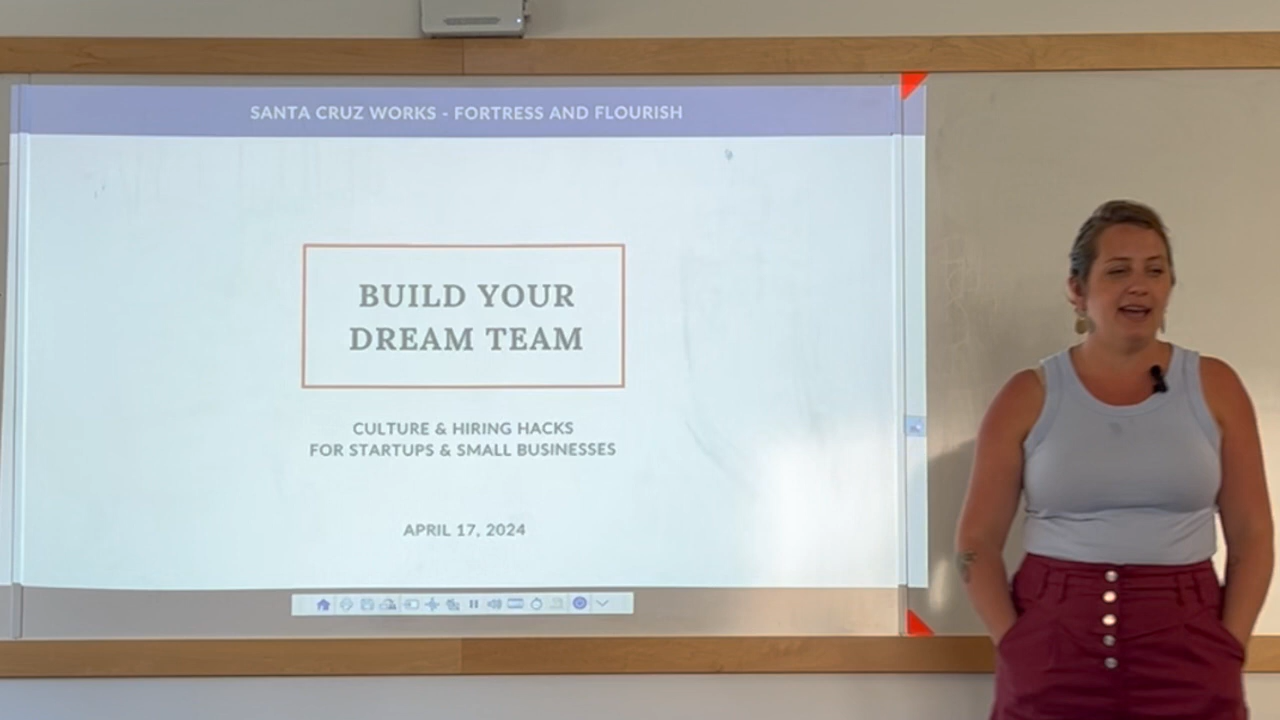 SANTA CRUZ WORKS - FORTRESS AND FLOURISH
BUILD YOUR
DREAM TEAM
CULTURE & HIRING HACKS
FOR STARTUPS & SMALL BUSINESSES
APRIL 17, 2024